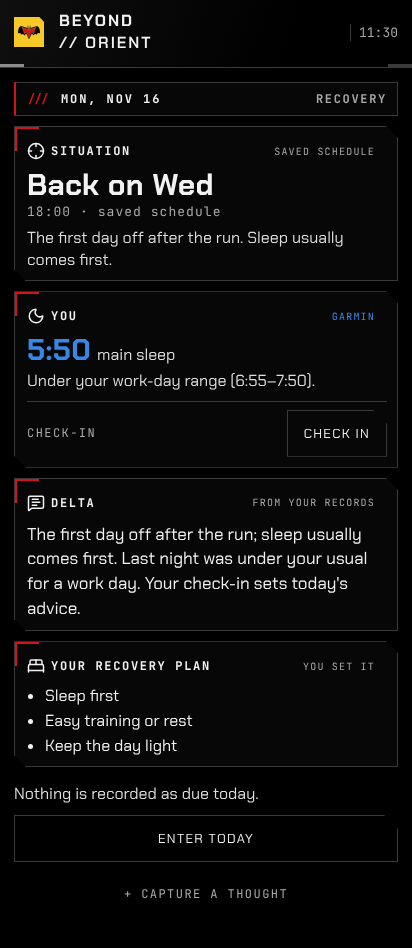 BEYOND
// ORIENT
11:30
/// MON, NOV 16
RECOVERY
SITUATION
SAVED SCHEDULE
Back on Wed
18:00 · saved schedule
The first day off after the run. Sleep usually
comes first.
YOU
GARMIN
5:50 main sleep
Under your work-day range (6:55–7:50).
CHECK-IN
CHECK IN
DELTA
FROM YOUR RECORDS
The first day off after the run; sleep usually
comes first. Last night was under your usual
for a work day. Your check-in sets today's
advice.
YOUR RECOVERY PLAN
YOU SET IT
• Sleep first
• Easy training or rest
• Keep the day light
Nothing is recorded as due today.
ENTER TODAY
+ CAPTURE A THOUGHT